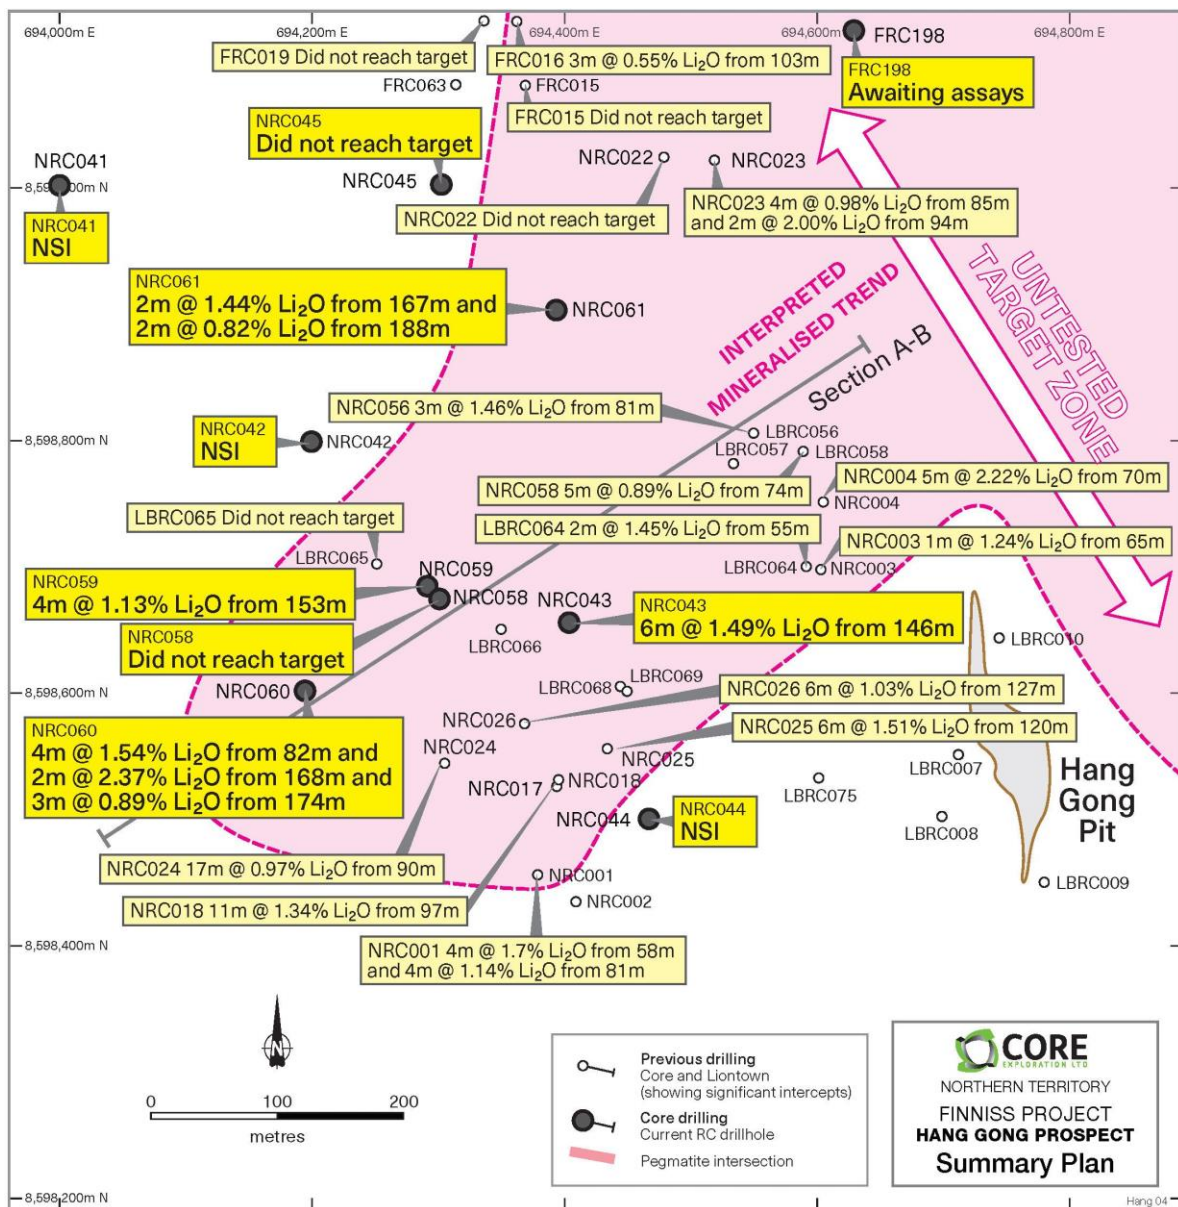 694,000m E
694,200m E
694,400m E
694,600m E
694,800m E
FRC198
FRC019 Did not reach target
FRC016 3m @ 0.55% Li₂O from 103m
FRC198
Awaiting assays
FRC063
FRC015
FRC015 Did not reach target
NRC045
Did not reach target
NRC041
NRC045
NRC022
NRC023
NRC041
NSI
NRC022 Did not reach target
NRC023 4m @ 0.98% Li₂O from 85m
and 2m @ 2.00% Li₂O from 94m
NRC061
2m @ 1.44% Li₂O from 167m and
2m @ 0.82% Li₂O from 188m
NRC061
INTERPRETED
MINERALISED TREND
UNTESTED
TARGET ZONE
Section A-B
NRC056 3m @ 1.46% Li₂O from 81m
NRC042
NSI
NRC042
8,598,800m N
LBRC056
LBRC057
LBRC058
NRC058 5m @ 0.89% Li₂O from 74m
NRC004 5m @ 2.22% Li₂O from 70m
NRC004
LBRC065 Did not reach target
LBRC064 2m @ 1.45% Li₂O from 55m
NRC003 1m @ 1.24% Li₂O from 65m
LBRC065
LBRC064
NRC003
NRC059
NRC059
4m @ 1.13% Li₂O from 153m
NRC058
NRC043
NRC043
6m @ 1.49% Li₂O from 146m
NRC058
Did not reach target
LBRC066
LBRC010
NRC060
LBRC068
LBRC069
8,598,600m N
NRC026 6m @ 1.03% Li₂O from 127m
NRC026
NRC025 6m @ 1.51% Li₂O from 120m
NRC060
4m @ 1.54% Li₂O from 82m and
2m @ 2.37% Li₂O from 168m and
3m @ 0.89% Li₂O from 174m
NRC024
NRC025
LBRC007
NRC017
NRC018
LBRC075
Hang
Gong
Pit
NRC044
NRC044
NSI
LBRC008
NRC024 17m @ 0.97% Li₂O from 90m
NRC001
LBRC009
NRC018 11m @ 1.34% Li₂O from 97m
NRC002
NRC001 4m @ 1.7% Li₂O from 58m
and 4m @ 1.14% Li₂O from 81m
8,598,400m N
N
0
100
200
metres
Previous drilling
Core and Liontown
(showing significant intercepts)
Core drilling
Current RC drillhole
Pegmatite intersection
CORE
EXPLORATION LTD
NORTHERN TERRITORY
FINNISS PROJECT
HANG GONG PROSPECT
Summary Plan
8,598,200m N
Hang 04